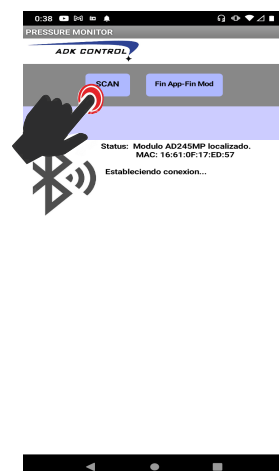 0:38
PRESSURE MONITOR
ADK CONTROL
SCAN Fin App-Fin Mod
Status: Modulo AD245MP localizado.
MAC: 16:61:0F:17:ED:57
Estableciendo conexion...